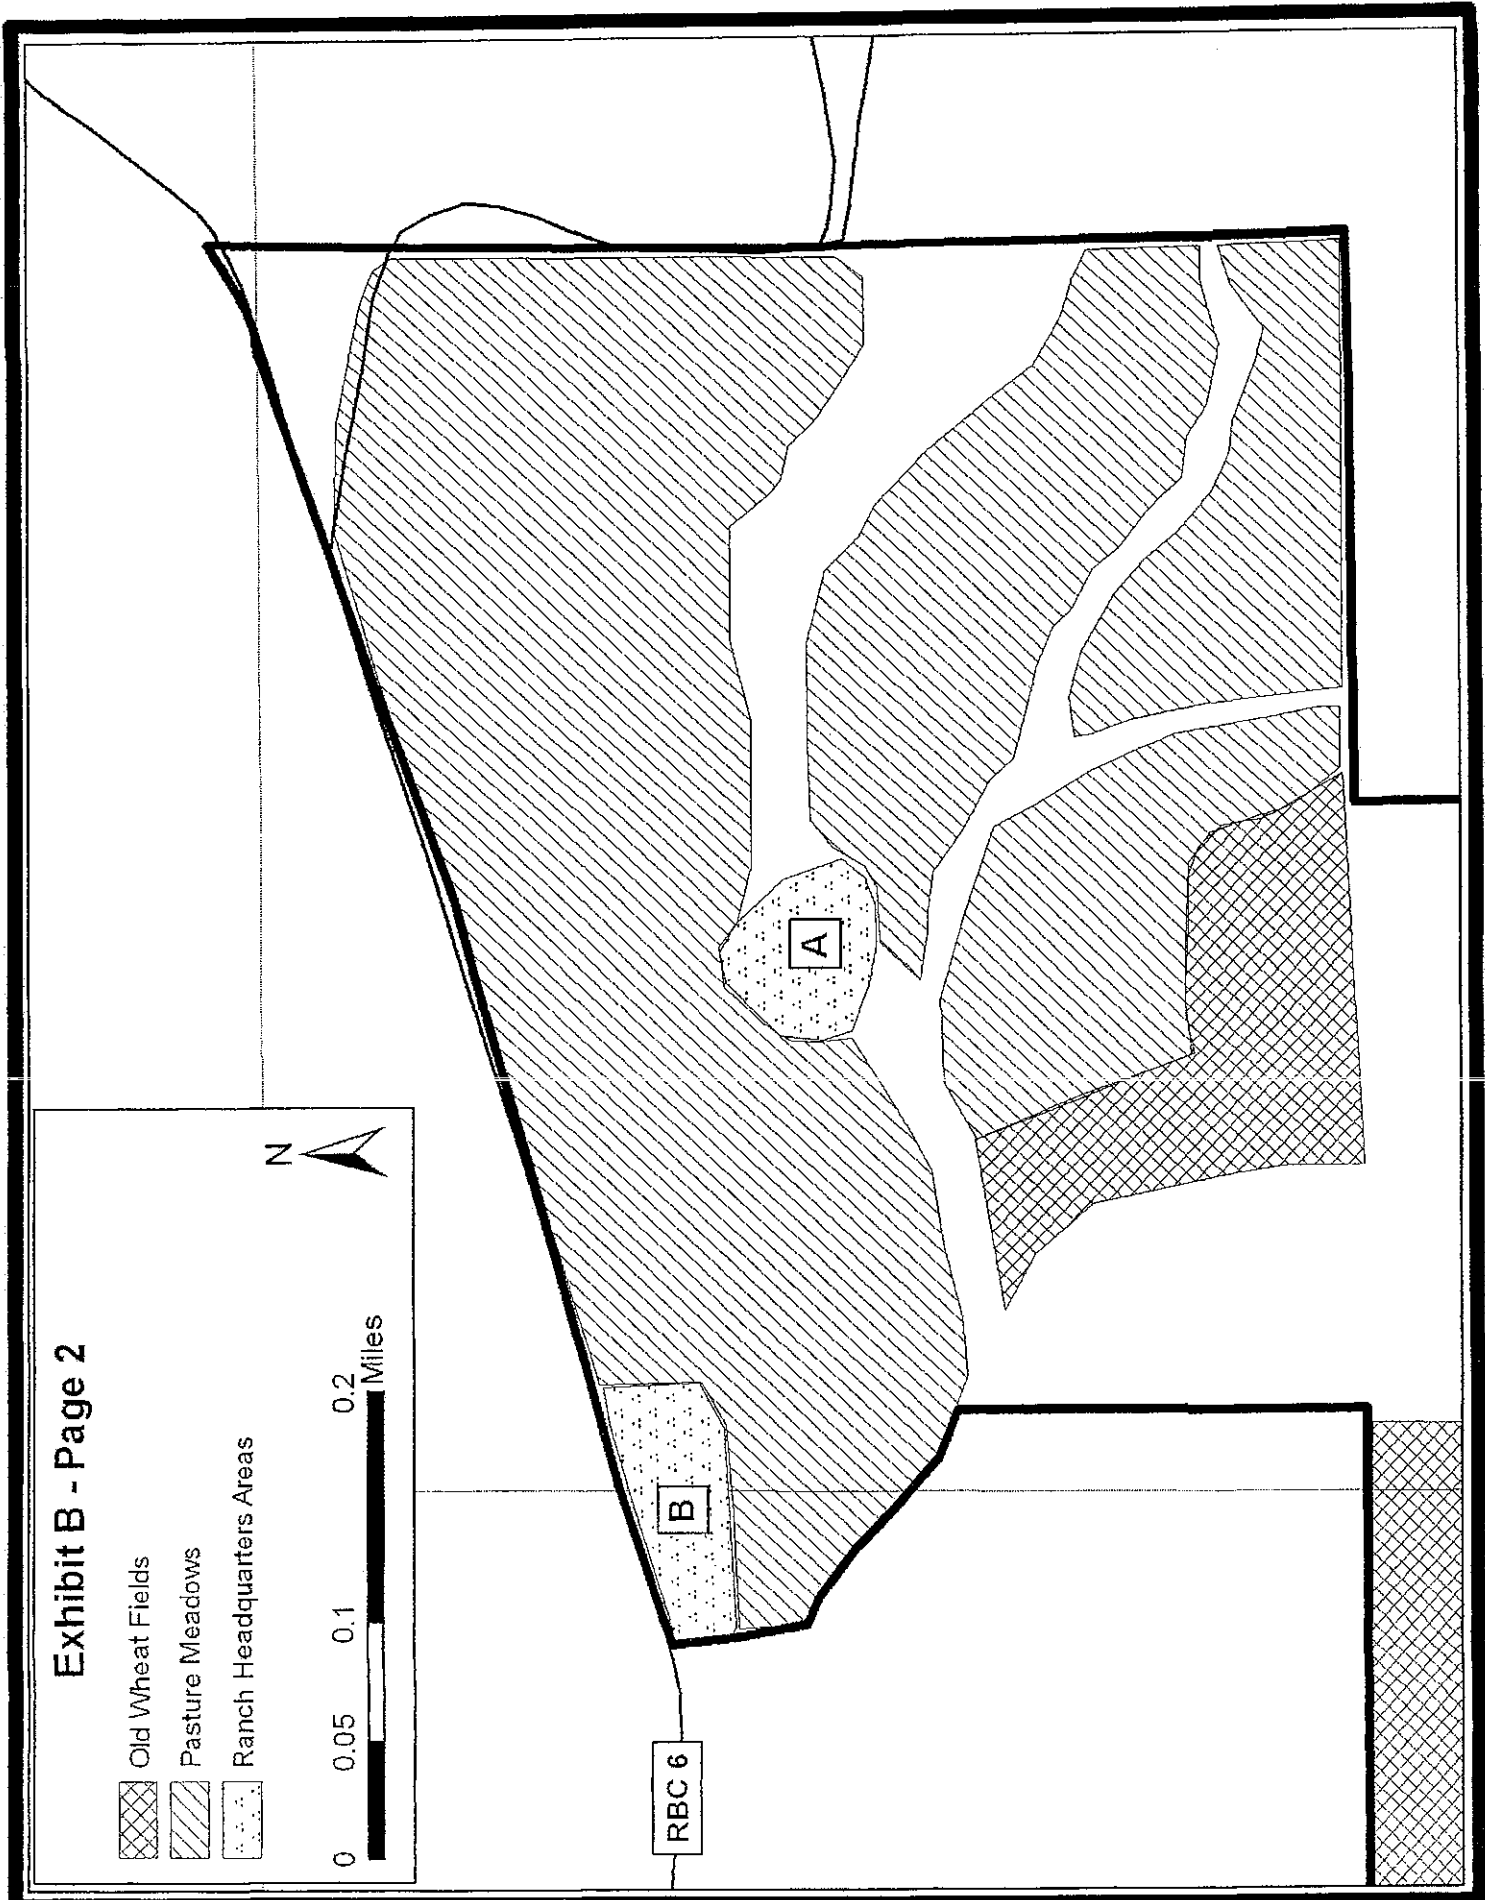 Exhibit B - Page 2
Old Wheat Fields
Pasture Meadows
Ranch Headquarters Areas
0 0.05 0.1 0.2
Miles
N
RBC 6
B
A